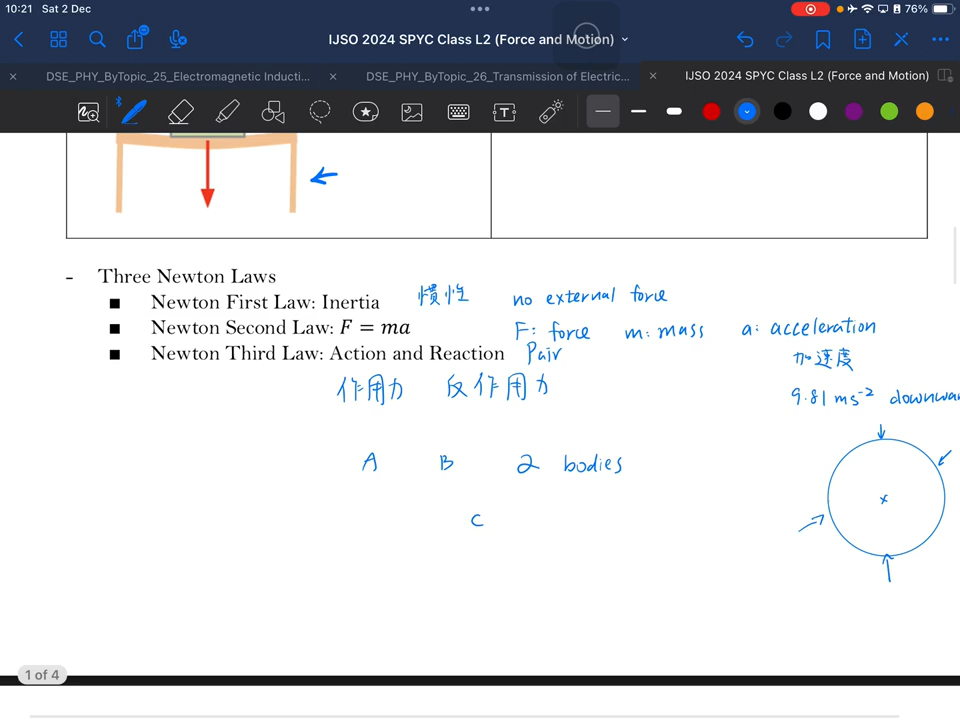 10:21 Sat 2 Dec
76%
IJSO 2024 SPYC Class L2 (Force and Motion)
DSE_PHY_ByTopic_25_Electromagnetic Inducti...
DSE_PHY_ByTopic_26_Transmission of Electric...
IJSO 2024 SPYC Class L2 (Force and Motion)
- Three Newton Laws
■ Newton First Law: Inertia 慣性 no external force
■ Newton Second Law: F = ma F: force m: mass a: acceleration
■ Newton Third Law: Action and Reaction Pair
加速度
作用力 反作用力
9.81 ms⁻² downwar
A B 2 bodies
x
C
1 of 4